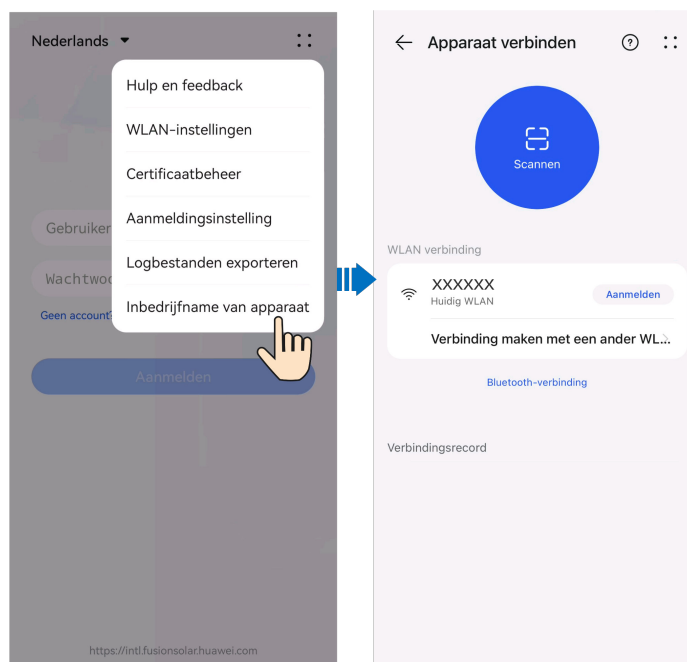 Nederlands
Hulp en feedback
WLAN-instellingen
Certificaatbeheer
Aanmeldingsinstelling
Gebruiker
Logbestanden exporteren
Wachtwoo
Inbedrijfname van apparaat
Geen account?
Aanmelden
https://intl.fusionsolar.huawei.com
Apparaat verbinden
Scannen
WLAN verbinding
XXXXXX
Huidig WLAN
Aanmelden
Verbinding maken met een ander WL...
Bluetooth-verbinding
Verbindingsrecord